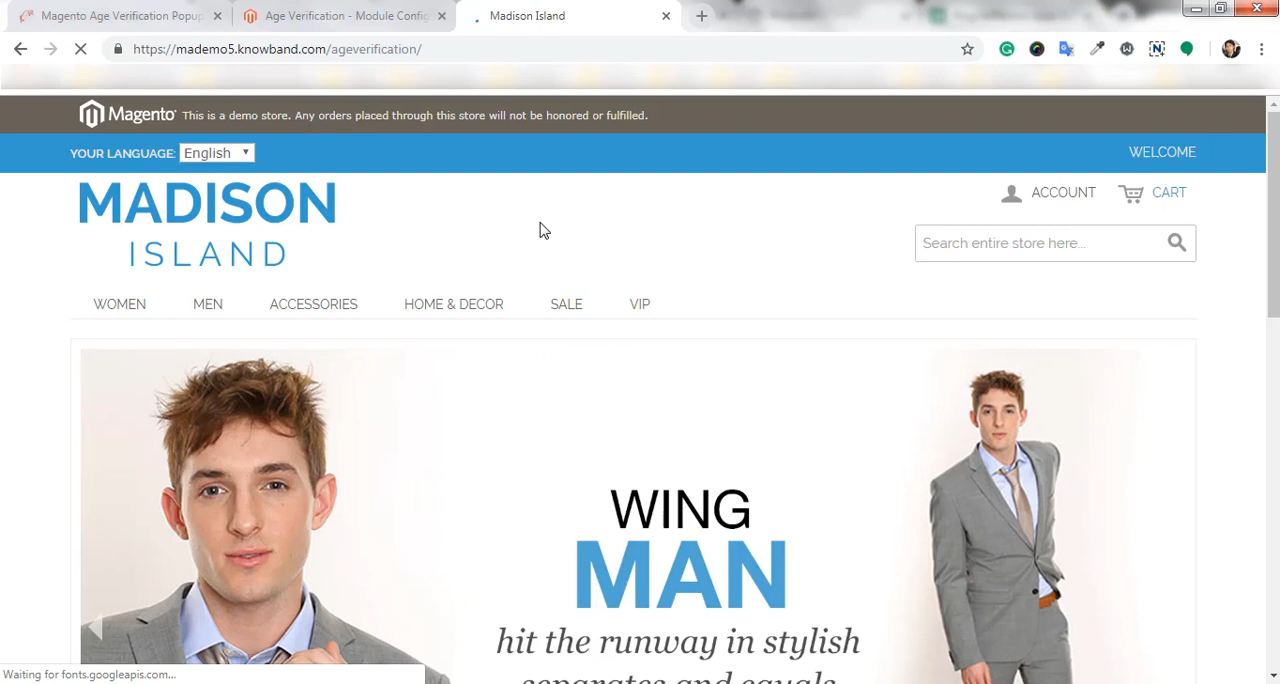 Magento Age Verification Popup
Age Verification - Module Config
Madison Island
https://mademo5.knowband.com/ageverification/
Magento This is a demo store. Any orders placed through this store will not be honored or fulfilled.
YOUR LANGUAGE: English
WELCOME
MADISON
ISLAND
ACCOUNT CART
Search entire store here...
WOMEN MEN ACCESSORIES HOME & DECOR SALE VIP
WING
MAN
hit the runway in stylish
separates and equals
Waiting for fonts.googleapis.com...